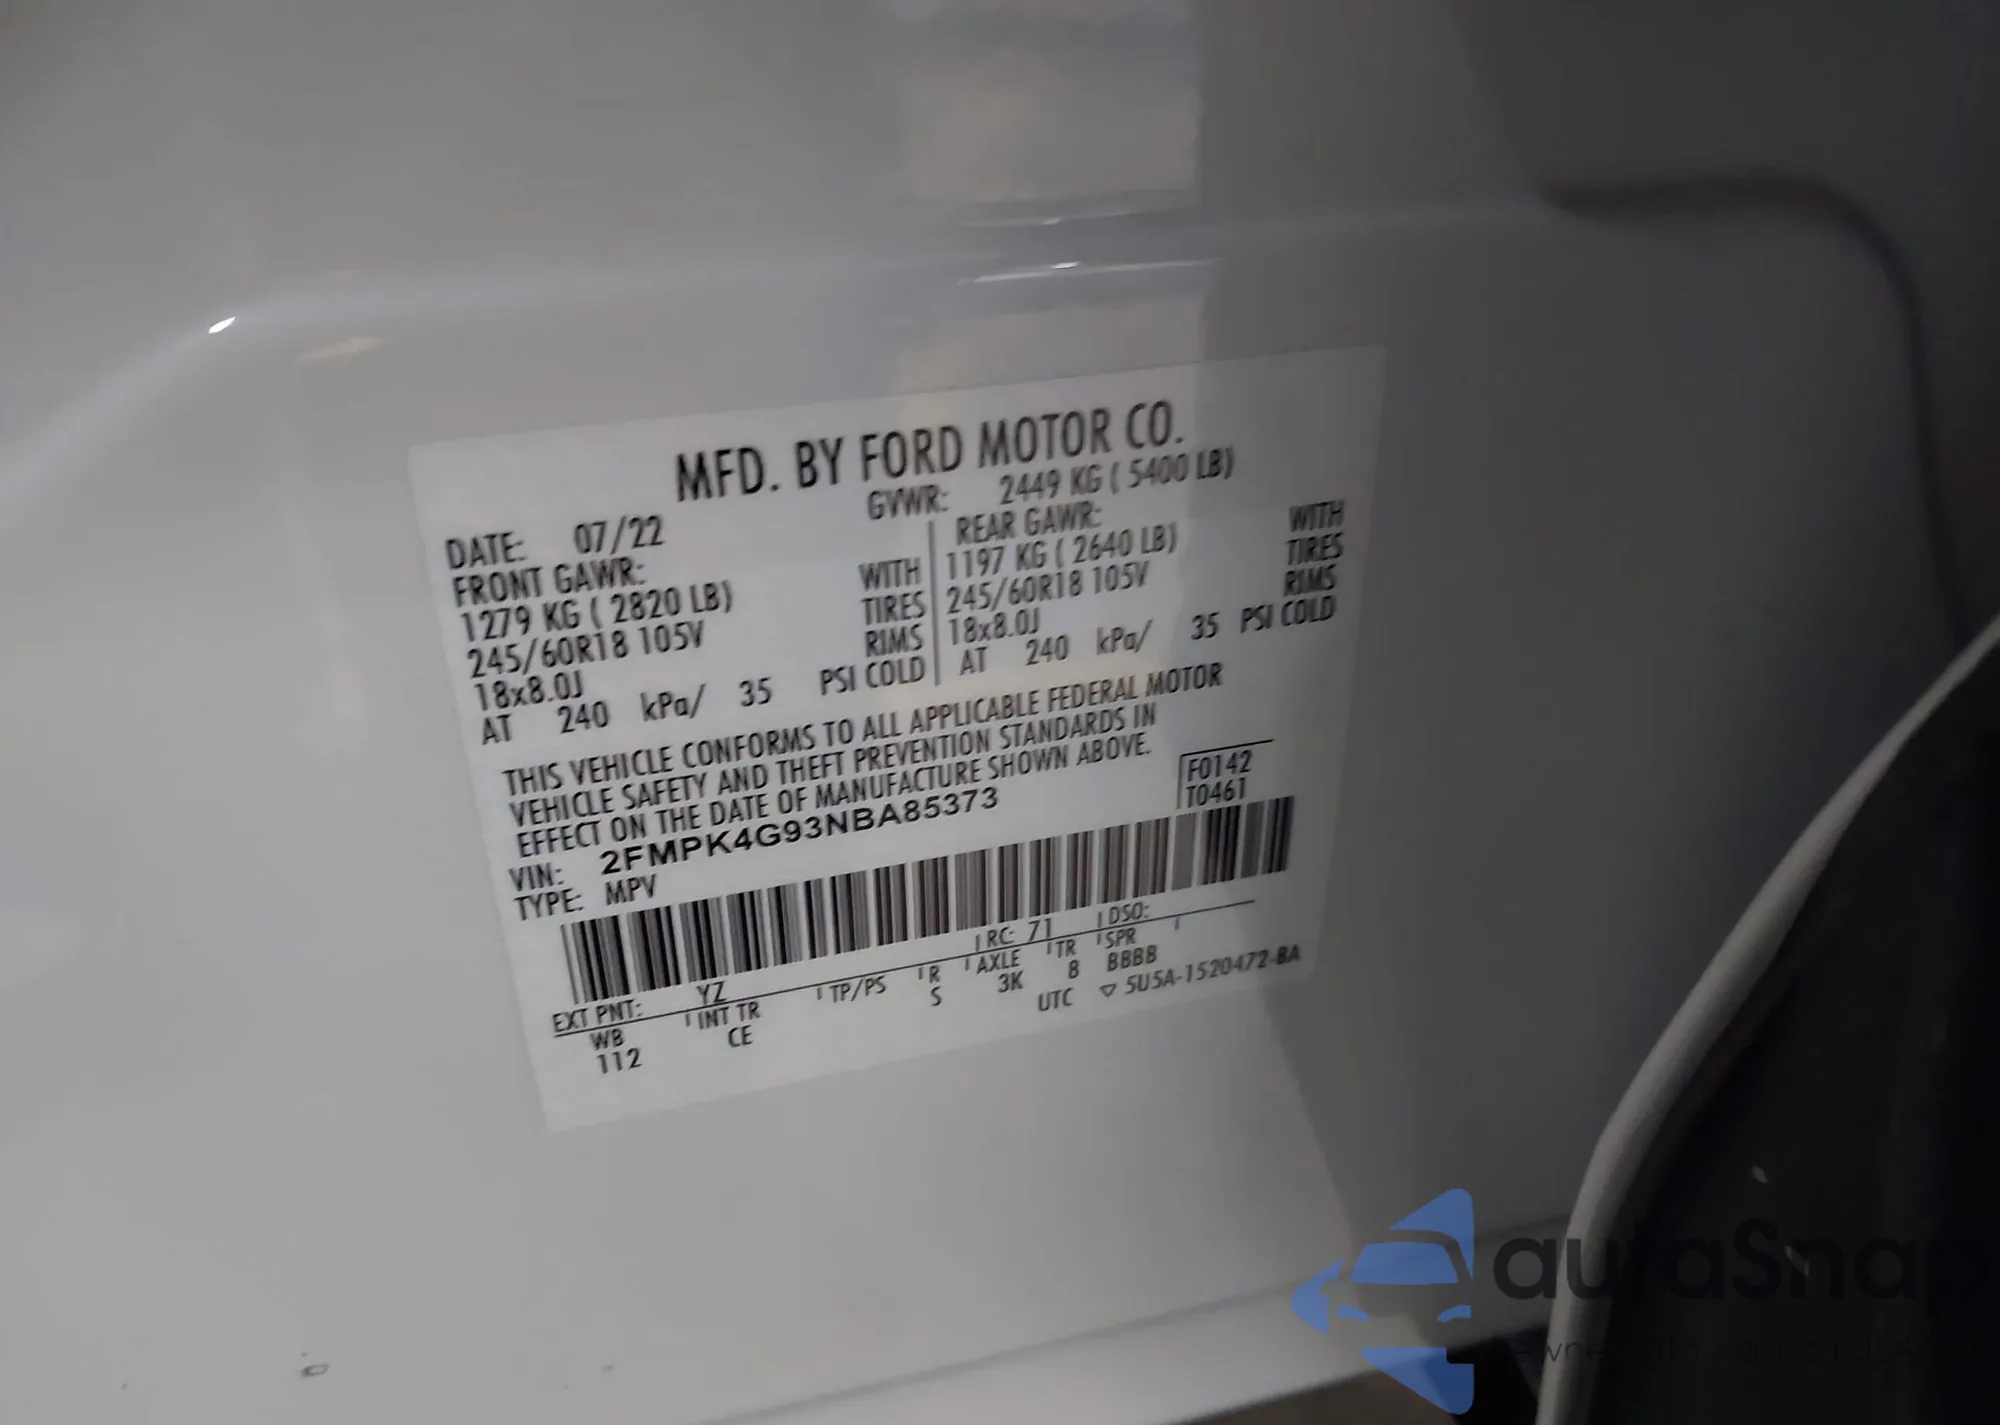 MFD. BY FORD MOTOR CO.
DATE: 07/22
GVWR: 2449 KG ( 5400 LB)
FRONT GAWR:
1279 KG ( 2820 LB) WITH
245/60R18 105V TIRES
18x8.0J RIMS
AT 240 kPa/ 35 PSI COLD
REAR GAWR: WITH
1197 KG ( 2640 LB) TIRES
245/60R18 105V RIMS
18x8.0J
AT 240 kPa/ 35 PSI COLD
THIS VEHICLE CONFORMS TO ALL APPLICABLE FEDERAL MOTOR
VEHICLE SAFETY AND THEFT PREVENTION STANDARDS IN
EFFECT ON THE DATE OF MANUFACTURE SHOWN ABOVE.
F0142
T0461
VIN: 2FMPK4G93NBA85373
TYPE: MPV
EXT PNT: YZ RC: 71 DSO:
WB INT TR TP/PS R AXLE TR SPR
112 CE S 3K 8 BBBB
UTC ▽ 5U5A-1520472-BA
autoSnap